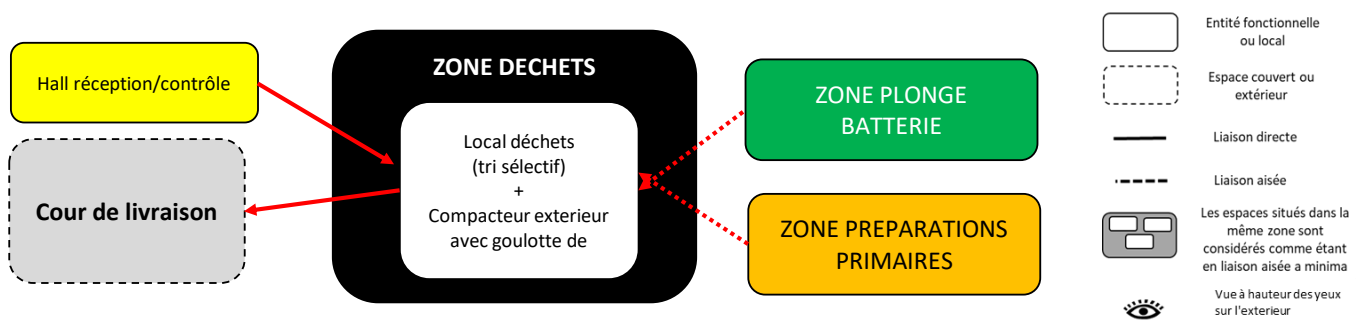 Hall réception/contrôle
Cour de livraison
ZONE DECHETS
Local déchets
(tri sélectif)
+
Compacteur exterieur
avec goulotte de
ZONE PLONGE
BATTERIE
ZONE PREPARATIONS
PRIMAIRES
Entité fonctionnelle
ou local
Espace couvert ou
extérieur
Liaison directe
Liaison aisée
Les espaces situés dans la
même zone sont
considérés comme étant
en liaison aisée a minima
Vue à hauteur des yeux
sur l'exterieur